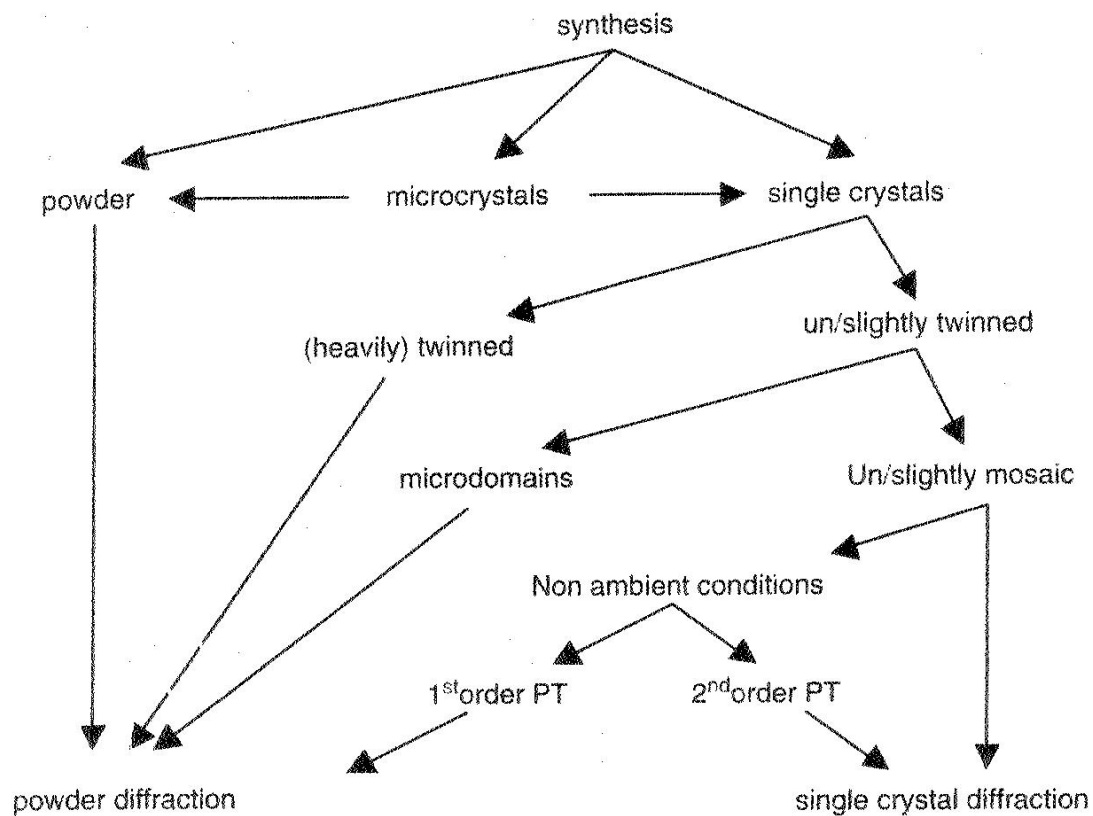 synthesis
powder
microcrystals
single crystals
(heavily) twinned
un/slightly twinned
microdomains
Un/slightly mosaic
Non ambient conditions
1storder PT
2ndorder PT
powder diffraction
single crystal diffraction